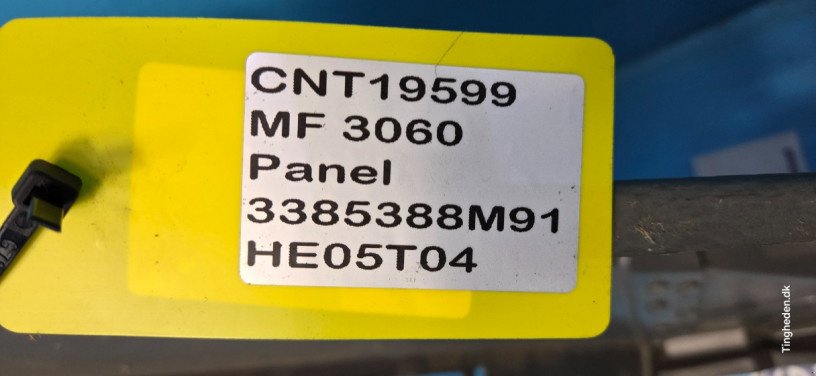 CNT19599
MF 3060
Panel
3385388M91
HE05T04
Tingheden.dk